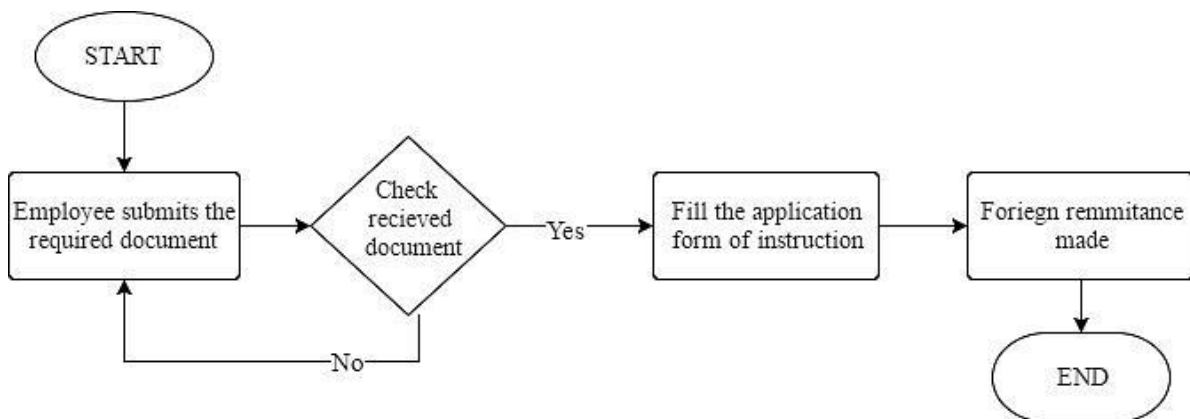 START
Employee submits the
required document
Check
recieved
document
Yes
No
Fill the application
form of instruction
Foriegn remmitance
made
END